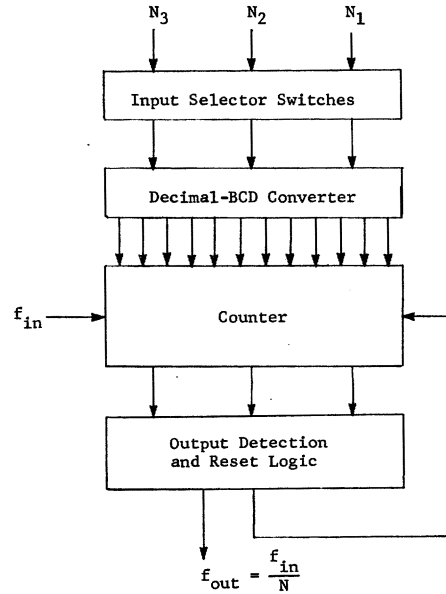 N3 N2 N1
Input Selector Switches
Decimal-BCD Converter
fin
Counter
Output Detection
and Reset Logic
fout = fin/N